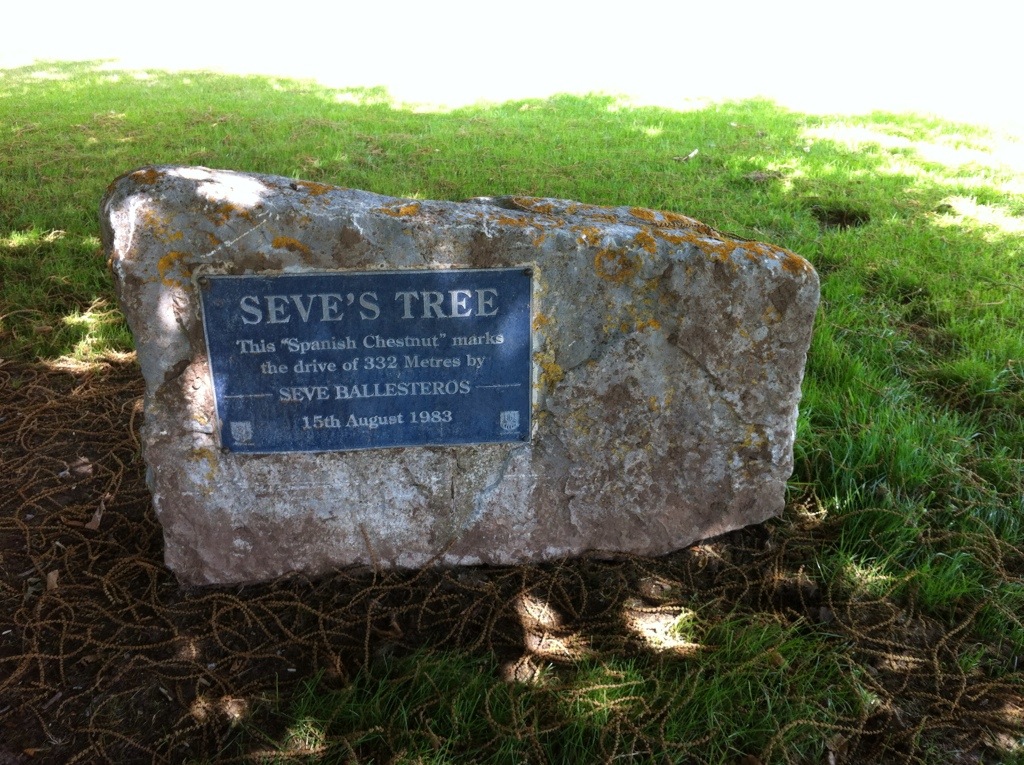 SEVE'S TREE
This "Spanish Chestnut" marks
the drive of 332 Metres by
SEVE BALLESTEROS
15th August 1983